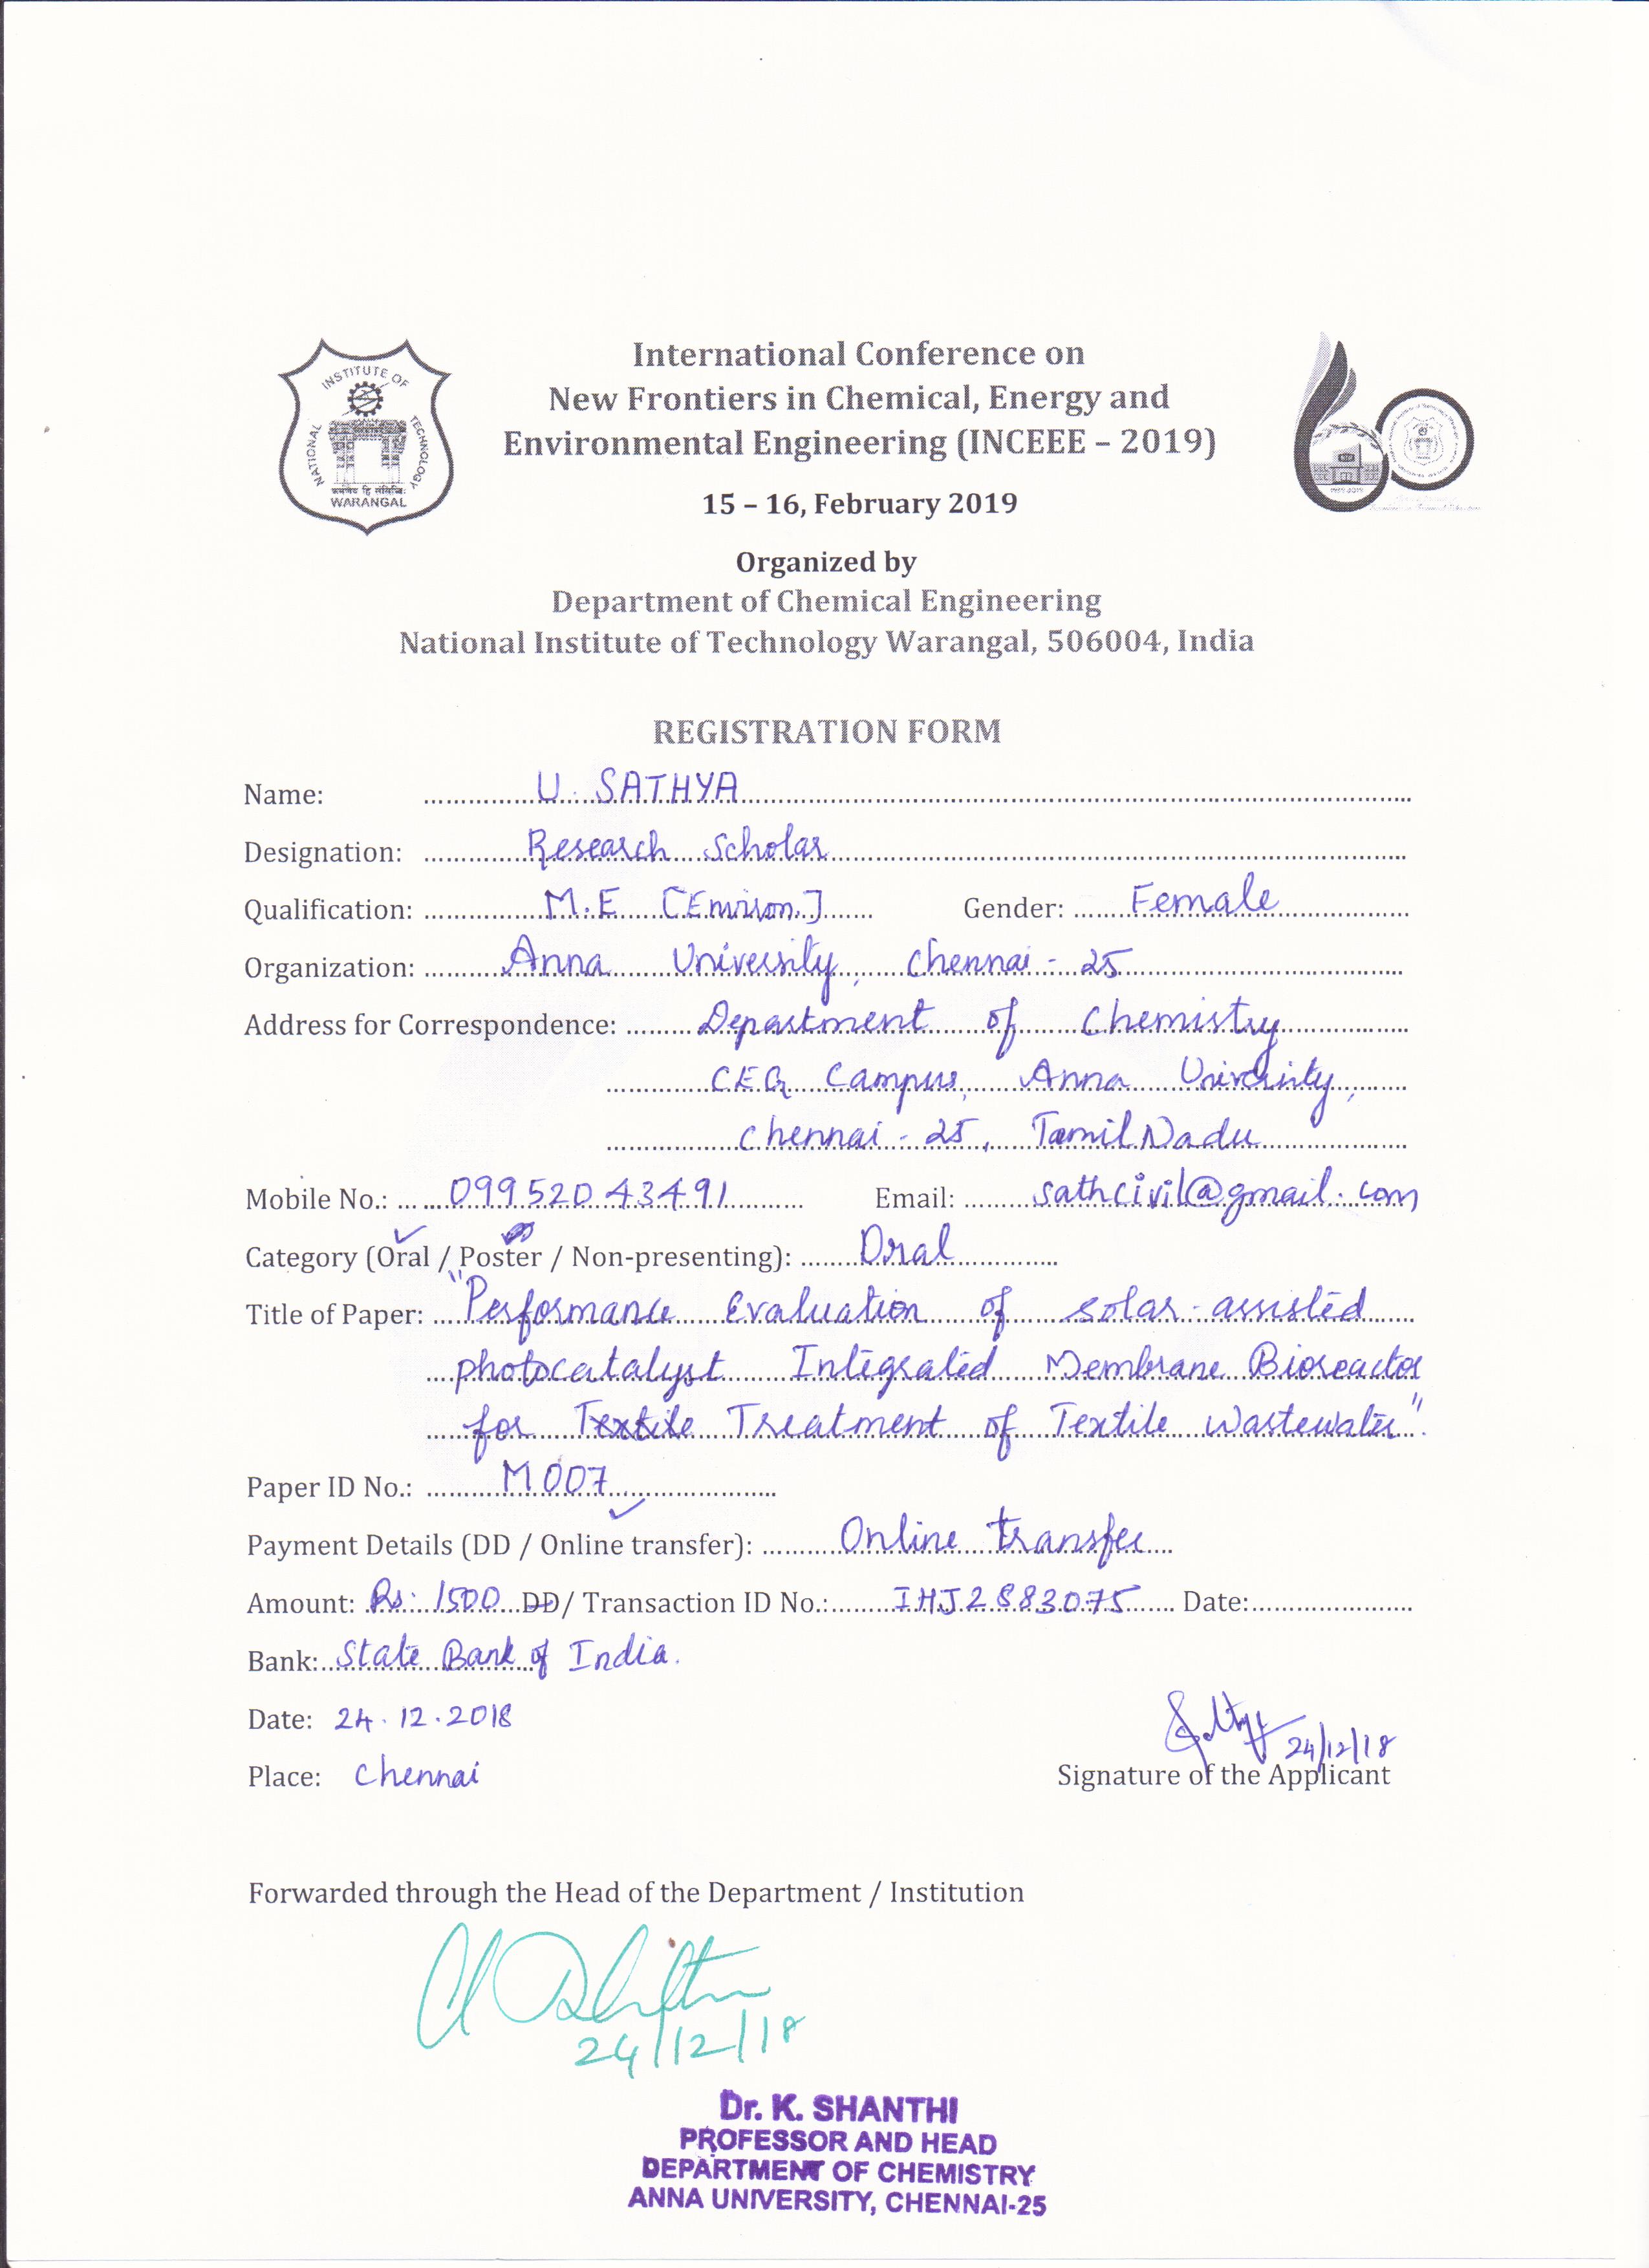 INSTITUTE OF
NATIONAL
TECHNOLOGY
WARANGAL
International Conference on
New Frontiers in Chemical, Energy and
Environmental Engineering (INCEEE – 2019)
15 – 16, February 2019
Organized by
Department of Chemical Engineering
National Institute of Technology Warangal, 506004, India
REGISTRATION FORM
Name: U. SATHYA
Designation: Research Scholar
Qualification: M.E [Environ.] Gender: Female
Organization: Anna University, Chennai - 25
Address for Correspondence: Department of Chemistry
CEG Campus, Anna University,
Chennai - 25, TamilNadu
Mobile No.: 09952043491 Email: sathcivil@gmail.com
Category (Oral / Poster / Non-presenting): Oral
Title of Paper: "Performance Evaluation of solar-assisted
photocatalyst Integrated Membrane Bioreactor
for Textile Treatment of Textile Wastewater".
Paper ID No.: M007
Payment Details (DD / Online transfer): Online transfer
Amount: Rs: 1500 DD/ Transaction ID No.: IHJ2883075 Date:
Bank: State Bank of India.
Date: 24.12.2018
Place: Chennai
24/12/18
Signature of the Applicant
Forwarded through the Head of the Department / Institution
24/12/18
Dr. K. SHANTHI
PROFESSOR AND HEAD
DEPARTMENT OF CHEMISTRY
ANNA UNIVERSITY, CHENNAI-25